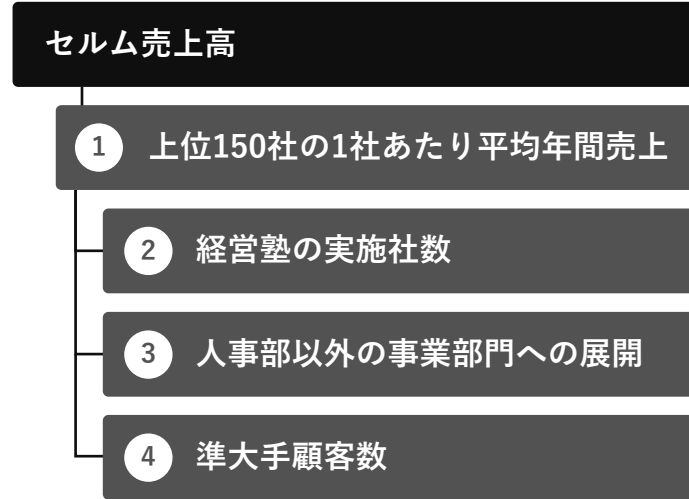 セルム売上高
1 上位150社の1社あたり平均年間売上
2 経営塾の実施社数
3 人事部以外の事業部門への展開
4 準大手顧客数